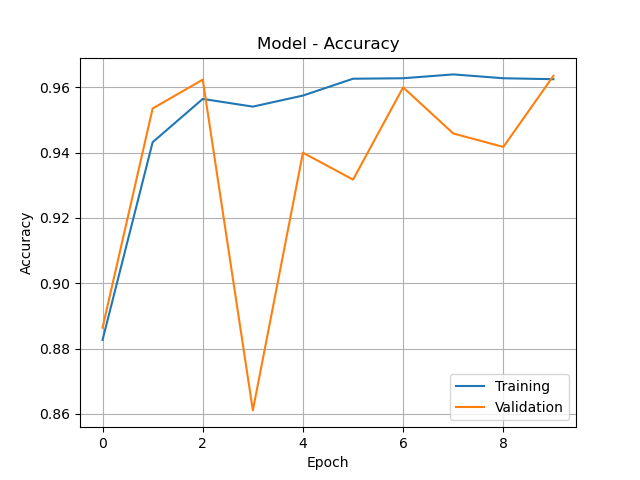 Model - Accuracy
Accuracy
0.96
0.94
0.92
0.90
0.88
0.86
0 2 4 6 8
Epoch
Training
Validation